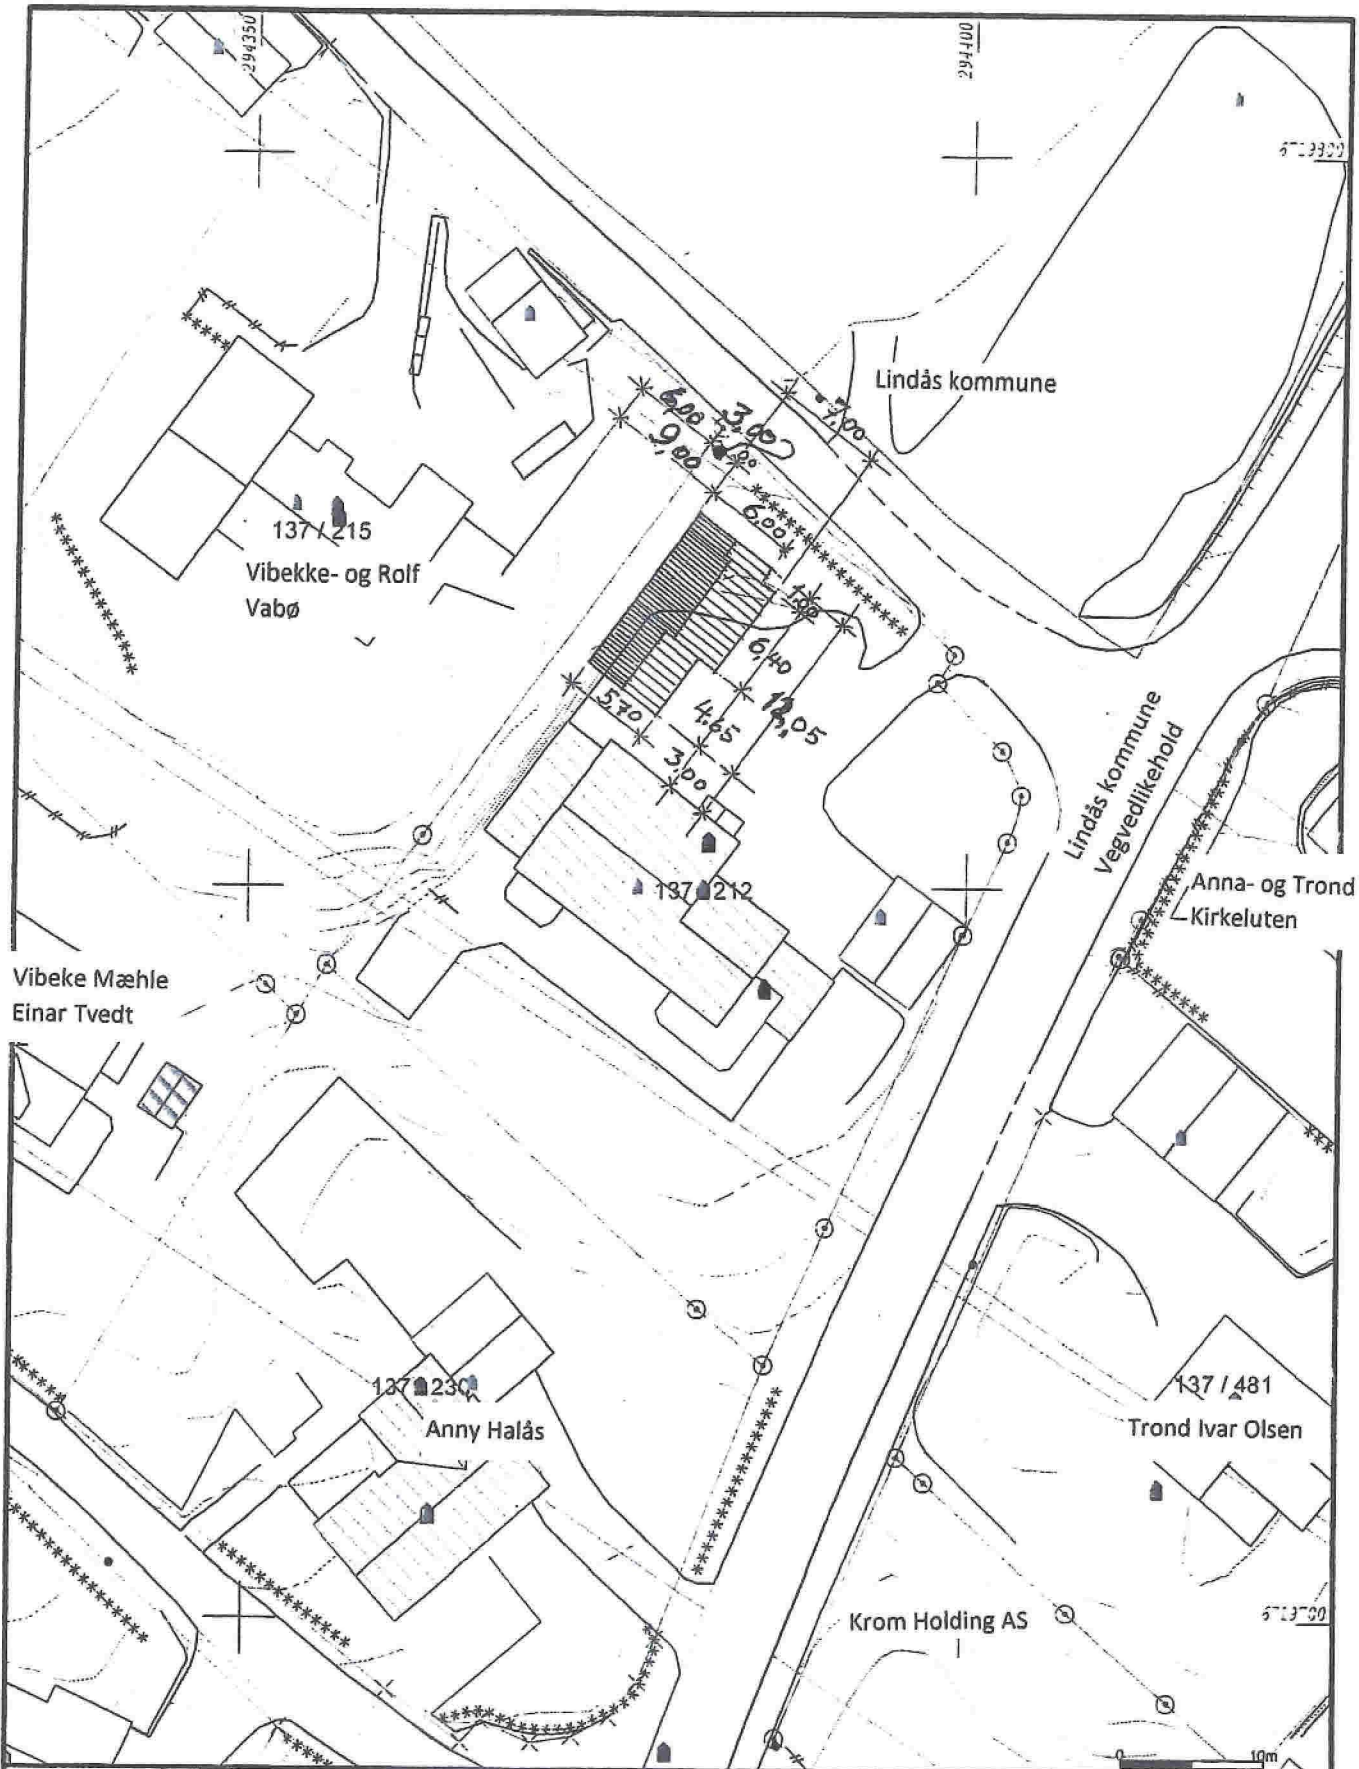 294350
294400
Lindås kommune
6,00
3,00
7,00
9,00
137 / 215
Vibekke- og Rolf
Vabø
6,00
1,00
6,40
5,70
4,65
12,05
3,00
Lindås kommune
Vegvedlikehold
137 212
Anna- og Trond
Kirkeluten
Vibeke Mæhle
Einar Tvedt
137 230
Anny Halås
137 / 481
Trond Ivar Olsen
Krom Holding AS
0 10m